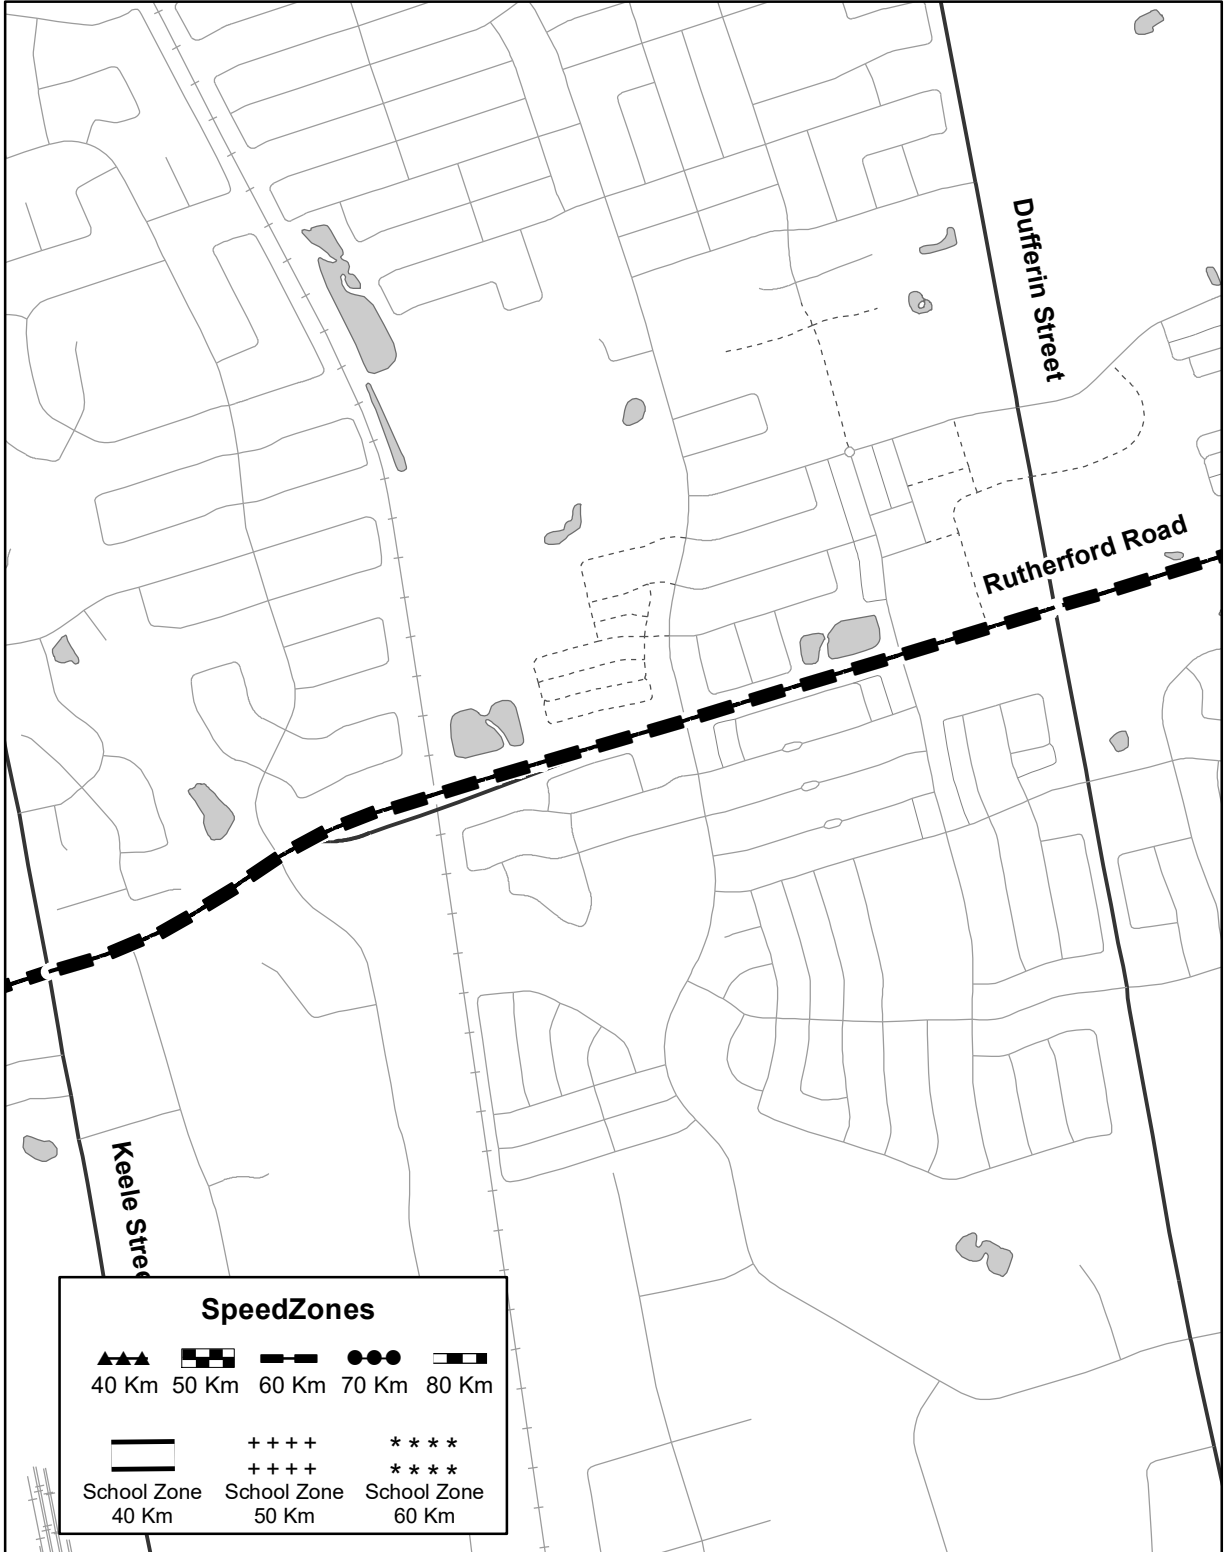 Dufferin Street
Rutherford Road
Keele Stree
SpeedZones
40 Km 50 Km 60 Km 70 Km 80 Km
School Zone School Zone School Zone
40 Km 50 Km 60 Km